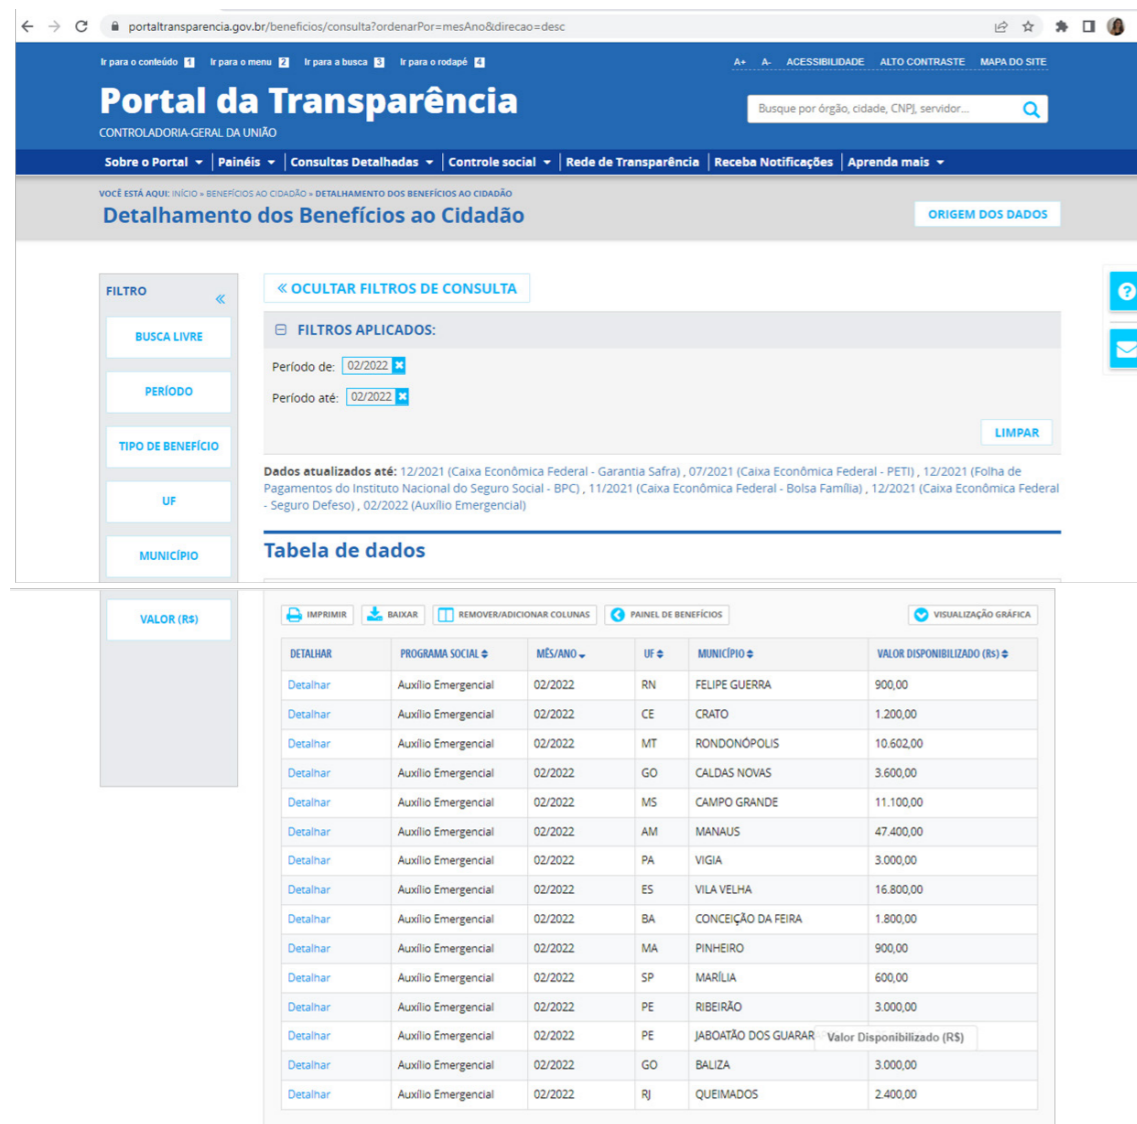 portaltransparencia.gov.br/beneficios/consulta?ordenarPor=mesAno&direcao=desc
Ir para o conteúdo 1 Ir para o menu 2 Ir para a busca 3 Ir para o rodapé 4 A+ A- ACESSIBILIDADE ALTO CONTRASTE MAPA DO SITE
Portal da Transparência
Busque por órgão, cidade, CNPJ, servidor...
CONTROLADORIA-GERAL DA UNIÃO
Sobre o Portal Painéis Consultas Detalhadas Controle social Rede de Transparência Receba Notificações Aprenda mais
VOCÊ ESTÁ AQUI: INÍCIO » BENEFÍCIOS AO CIDADÃO » DETALHAMENTO DOS BENEFÍCIOS AO CIDADÃO
Detalhamento dos Benefícios ao Cidadão
ORIGEM DOS DADOS
FILTRO «
BUSCA LIVRE
PERÍODO
TIPO DE BENEFÍCIO
UF
MUNICÍPIO
VALOR (R$)
« OCULTAR FILTROS DE CONSULTA
FILTROS APLICADOS:
Período de: 02/2022
Período até: 02/2022
LIMPAR
Dados atualizados até: 12/2021 (Caixa Econômica Federal - Garantia Safra) , 07/2021 (Caixa Econômica Federal - PETI) , 12/2021 (Folha de
Pagamentos do Instituto Nacional do Seguro Social - BPC) , 11/2021 (Caixa Econômica Federal - Bolsa Família) , 12/2021 (Caixa Econômica Federal
- Seguro Defeso) , 02/2022 (Auxílio Emergencial)
Tabela de dados
IMPRIMIR BAIXAR REMOVER/ADICIONAR COLUNAS PAINEL DE BENEFÍCIOS VISUALIZAÇÃO GRÁFICA
DETALHAR PROGRAMA SOCIAL MÊS/ANO UF MUNICÍPIO VALOR DISPONIBILIZADO (R$)
Detalhar Auxílio Emergencial 02/2022 RN FELIPE GUERRA 900,00
Detalhar Auxílio Emergencial 02/2022 CE CRATO 1.200,00
Detalhar Auxílio Emergencial 02/2022 MT RONDONÓPOLIS 10.602,00
Detalhar Auxílio Emergencial 02/2022 GO CALDAS NOVAS 3.600,00
Detalhar Auxílio Emergencial 02/2022 MS CAMPO GRANDE 11.100,00
Detalhar Auxílio Emergencial 02/2022 AM MANAUS 47.400,00
Detalhar Auxílio Emergencial 02/2022 PA VIGIA 3.000,00
Detalhar Auxílio Emergencial 02/2022 ES VILA VELHA 16.800,00
Detalhar Auxílio Emergencial 02/2022 BA CONCEIÇÃO DA FEIRA 1.800,00
Detalhar Auxílio Emergencial 02/2022 MA PINHEIRO 900,00
Detalhar Auxílio Emergencial 02/2022 SP MARÍLIA 600,00
Detalhar Auxílio Emergencial 02/2022 PE RIBEIRÃO 3.000,00
Detalhar Auxílio Emergencial 02/2022 PE JABOATÃO DOS GUARAR Valor Disponibilizado (R$)
Detalhar Auxílio Emergencial 02/2022 GO BALIZA 3.000,00
Detalhar Auxílio Emergencial 02/2022 RJ QUEIMADOS 2.400,00